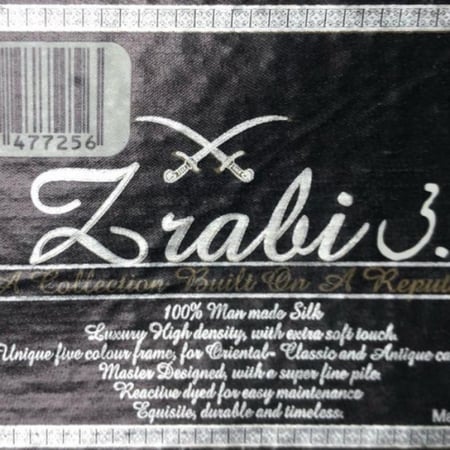 477256
Zrabi 3.
A Collection Built On A Reput
100% Man made Silk
Luxury High density, with extra soft touch.
Unique five colour frame, for Oriental- Classic and Antique ca
Master Designed, with a super fine pile.
Reactive dyed for easy maintenance
Equisite, durable and timeless.
Ma